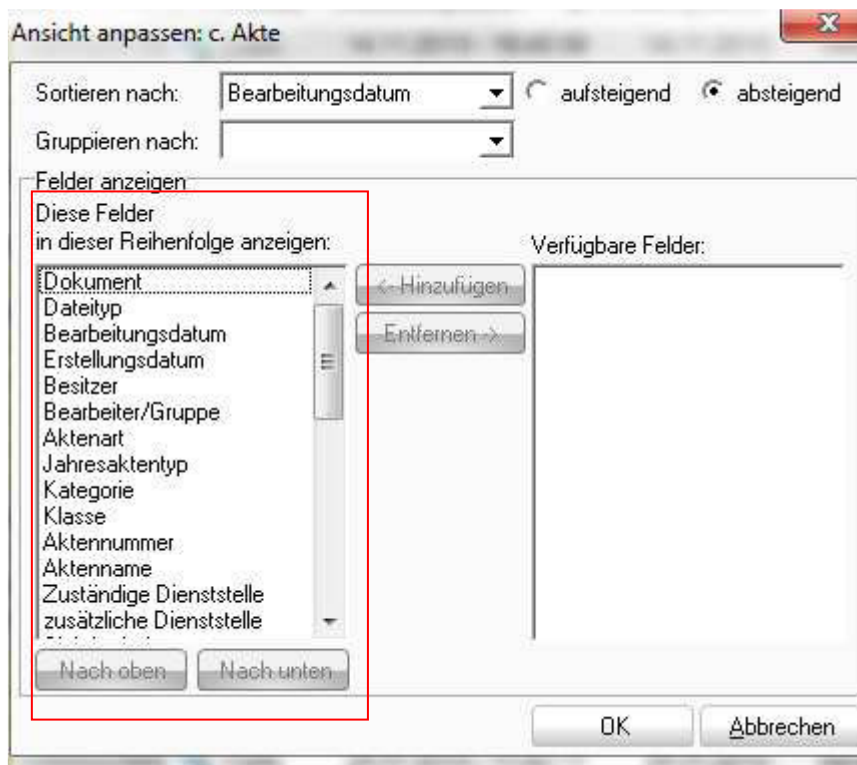 Ansicht anpassen: c. Akte
Sortieren nach: Bearbeitungsdatum aufsteigend absteigend
Gruppieren nach:
Felder anzeigen
Diese Felder
in dieser Reihenfolge anzeigen: Verfügbare Felder:
Dokument
Dateityp
Bearbeitungsdatum
Erstellungsdatum
Besitzer
Bearbeiter/Gruppe
Aktenart
Jahresaktentyp
Kategorie
Klasse
Aktennummer
Aktenname
Zuständige Dienststelle
zusätzliche Dienststelle
<- Hinzufügen
Entfernen ->
Nach oben Nach unten
OK Abbrechen